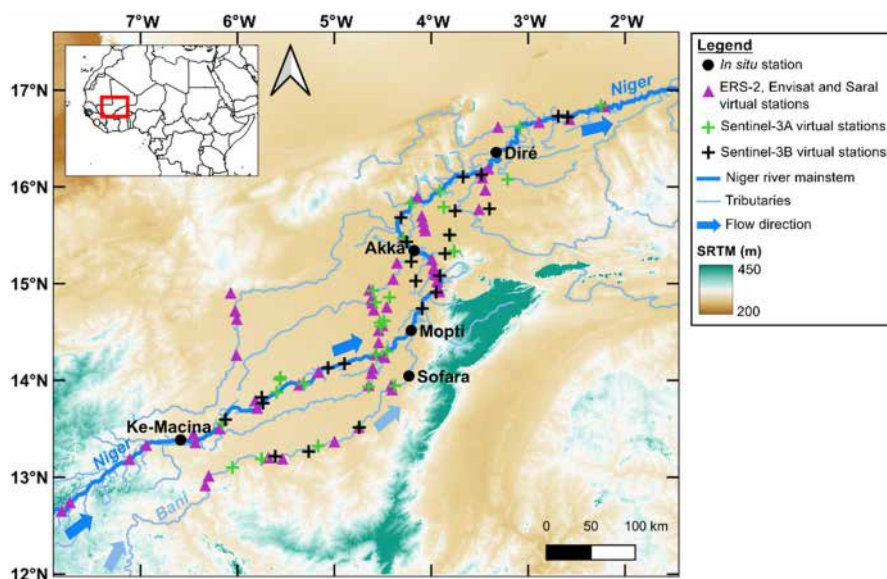 7°W 6°W 5°W 4°W 3°W 2°W
17°N
16°N
15°N
14°N
13°N
12°N
Niger
Diré
Akka
Mopti
Sofara
Ke-Macina
Niger
Bani
0 50 100 km
Legend
In situ station
ERS-2, Envisat and Saral
virtual stations
Sentinel-3A virtual stations
Sentinel-3B virtual stations
Niger river mainstem
Tributaries
Flow direction
SRTM (m)
450
200